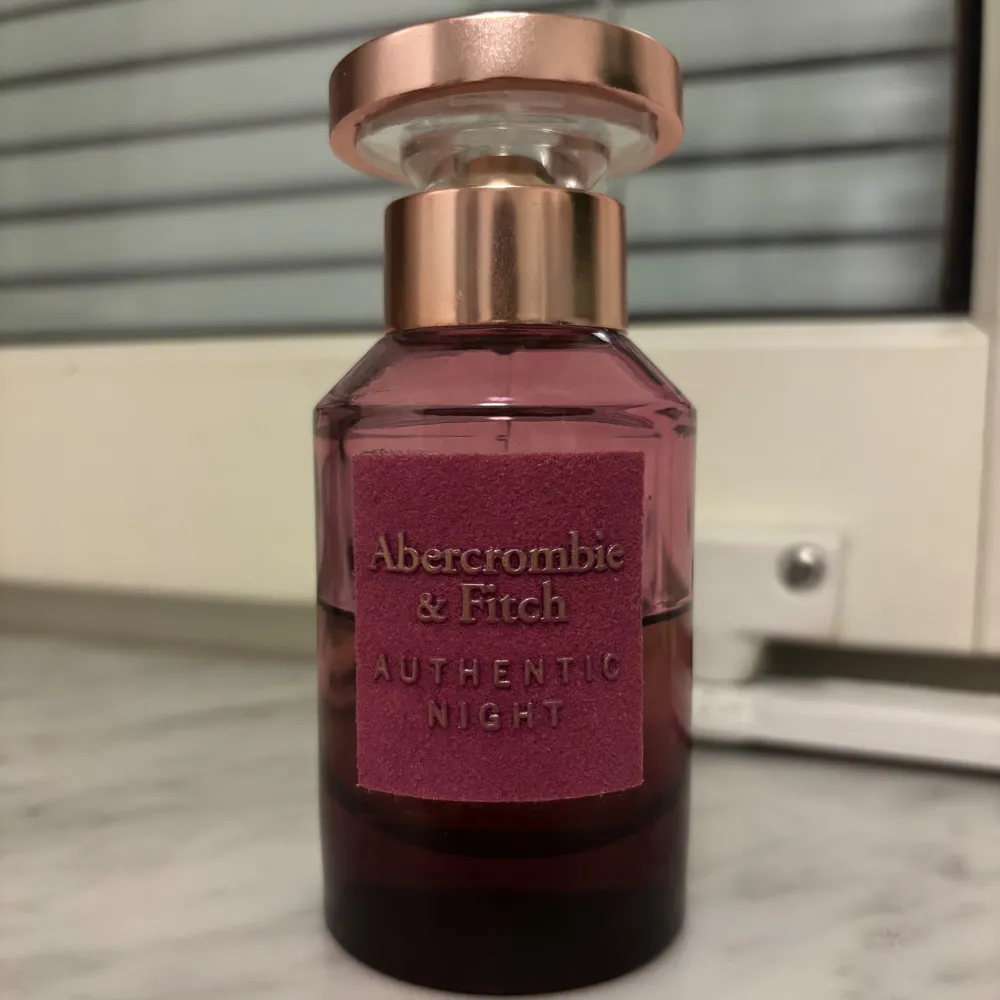 Abercrombie
& Fitch
AUTHENTIC
NIGHT